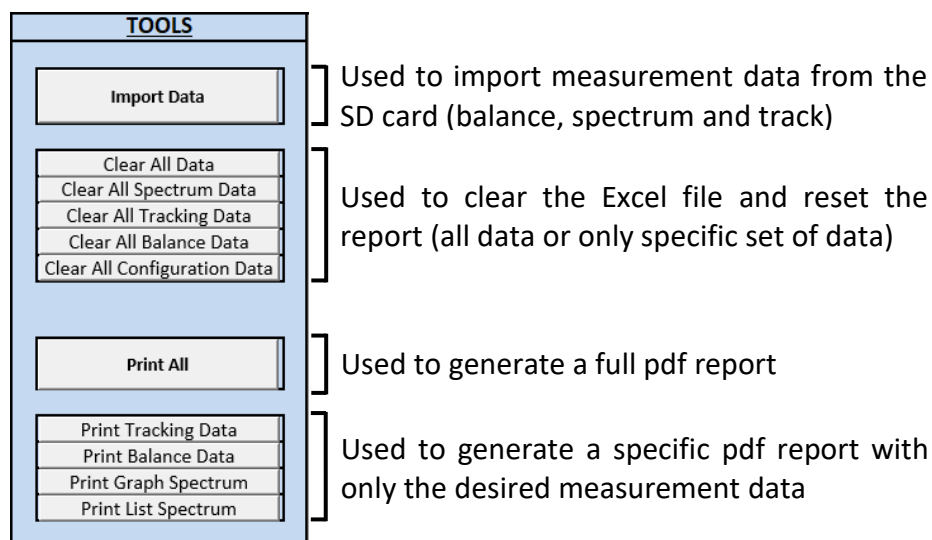 TOOLS
Import Data
Used to import measurement data from the
SD card (balance, spectrum and track)
Clear All Data
Clear All Spectrum Data
Clear All Tracking Data
Clear All Balance Data
Clear All Configuration Data
Used to clear the Excel file and reset the
report (all data or only specific set of data)
Print All
Used to generate a full pdf report
Print Tracking Data
Print Balance Data
Print Graph Spectrum
Print List Spectrum
Used to generate a specific pdf report with
only the desired measurement data